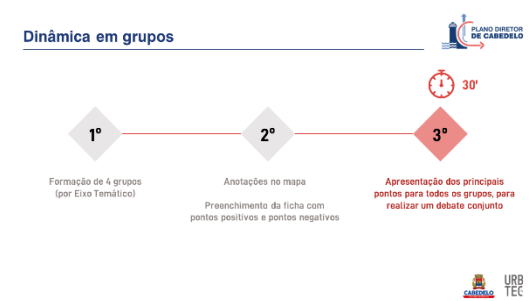 Dinâmica em grupos
PLANO DIRETOR
DE CABEDELO
30'
1º
2º
3º
Formação de 4 grupos
(por Eixo Temático)
Anotações no mapa
Preenchimento da ficha com
pontos positivos e pontos negativos
Apresentação dos principais
pontos para todos os grupos, para
realizar um debate conjunto
CABEDELO
URB
TEC